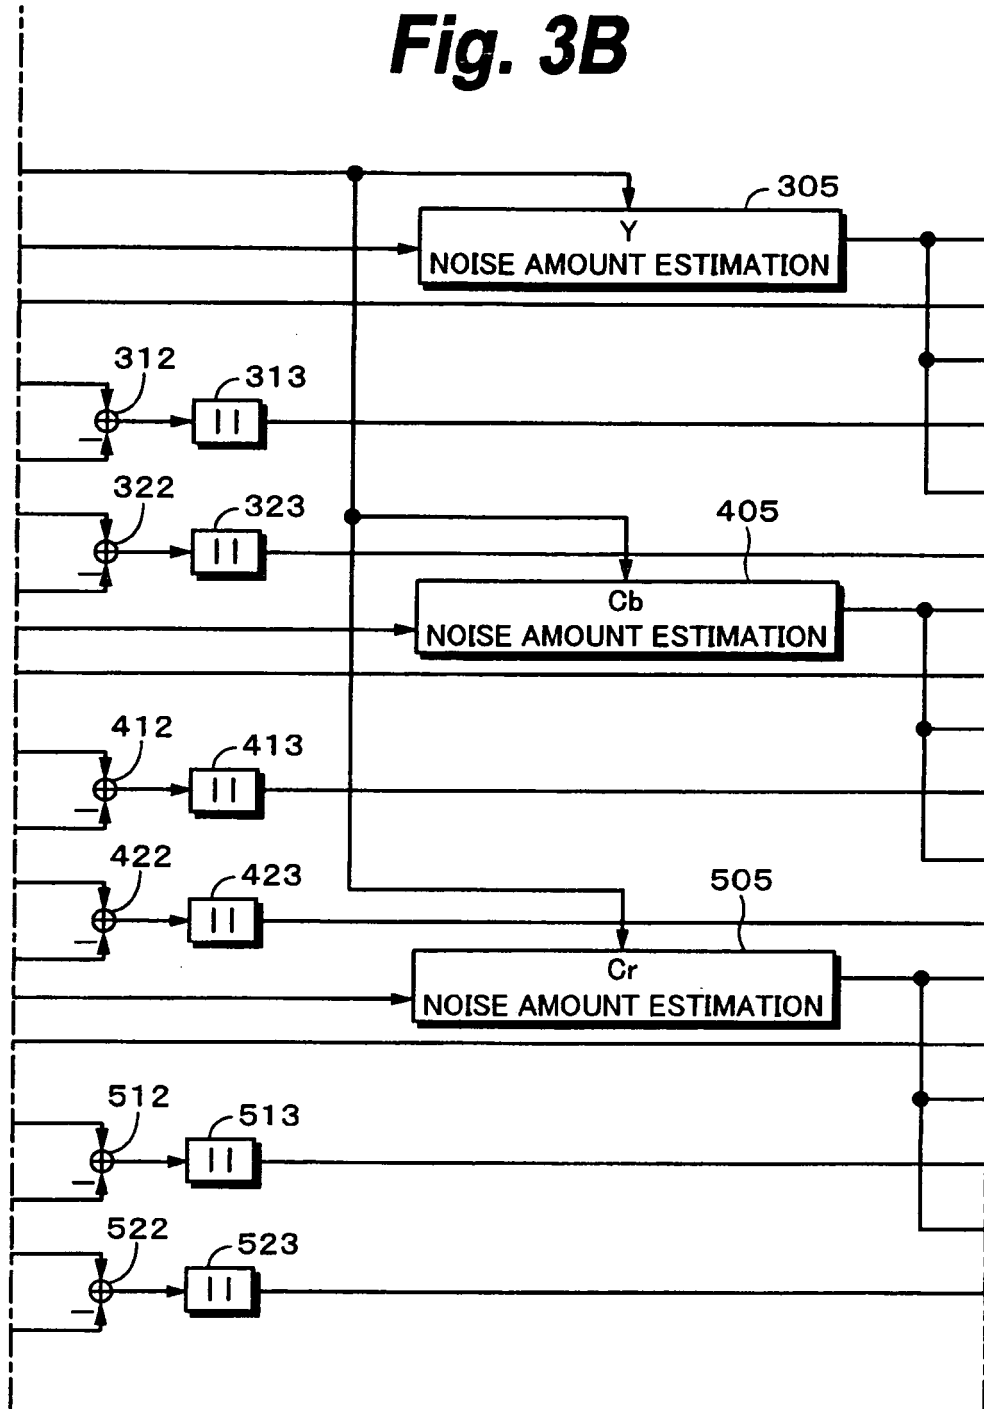 Fig. 3B
305
Y
NOISE AMOUNT ESTIMATION
312
313
322
323
405
Cb
NOISE AMOUNT ESTIMATION
412
413
422
423
505
Cr
NOISE AMOUNT ESTIMATION
512
513
522
523